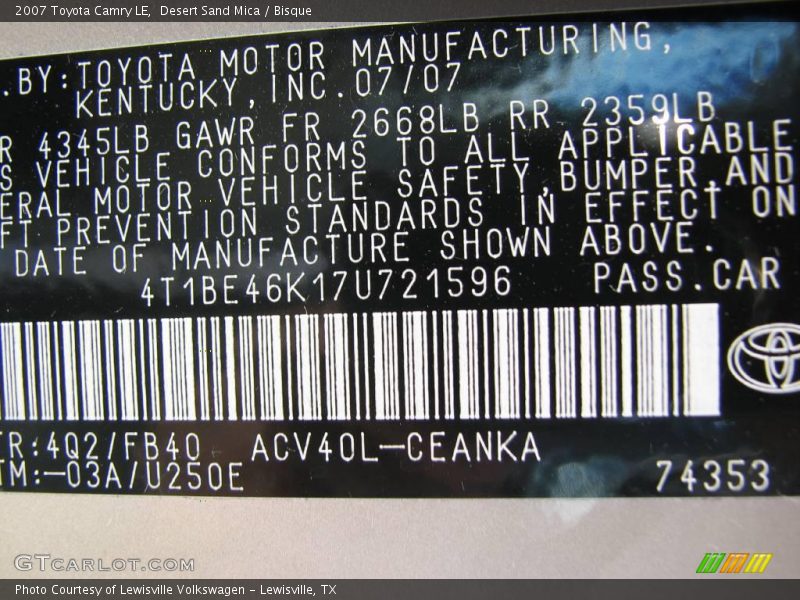 2007 Toyota Camry LE, Desert Sand Mica / Bisque
.BY:TOYOTA MOTOR MANUFACTURING,
KENTUCKY,INC.07/07
R 4345LB GAWR FR 2668LB RR 2359LB
S VEHICLE CONFORMS TO ALL APPLICABLE
ERAL MOTOR VEHICLE SAFETY,BUMPER,AND
FT PREVENTION STANDARDS IN EFFECT ON
DATE OF MANUFACTURE SHOWN ABOVE.
4T1BE46K17U721596 PASS.CAR
TR:4Q2/FB40 ACV40L-CEANKA
TM:-03A/U250E 74353
GTCARLOT.COM
Photo Courtesy of Lewisville Volkswagen - Lewisville, TX